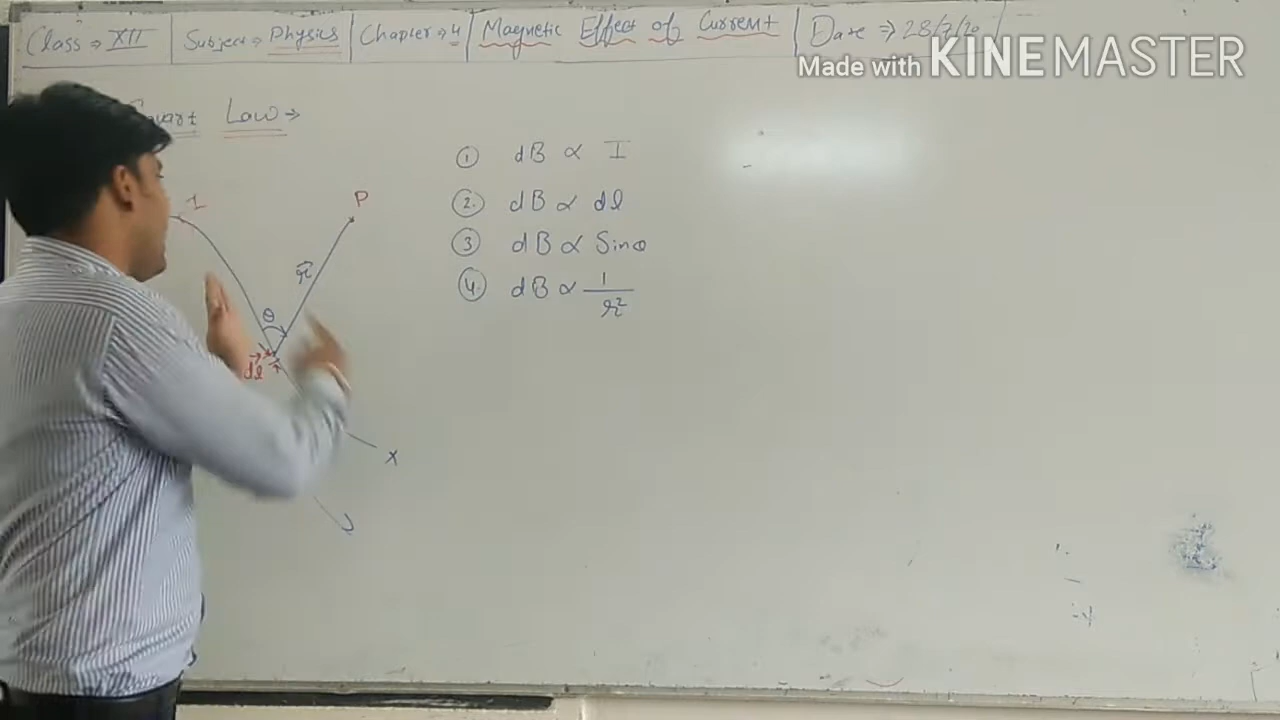 Class ⇒ XII | Subject ⇒ Physics | Chapter ⇒ 4 | Magnetic Effect of Current | Date ⇒ 28/7/20
Made with KINEMASTER
Law ⇒
① dB ∝ I
② dB ∝ dl
③ dB ∝ Sinθ
④ dB ∝ 1/r²
I
P
r⃗
θ
dl⃗
X